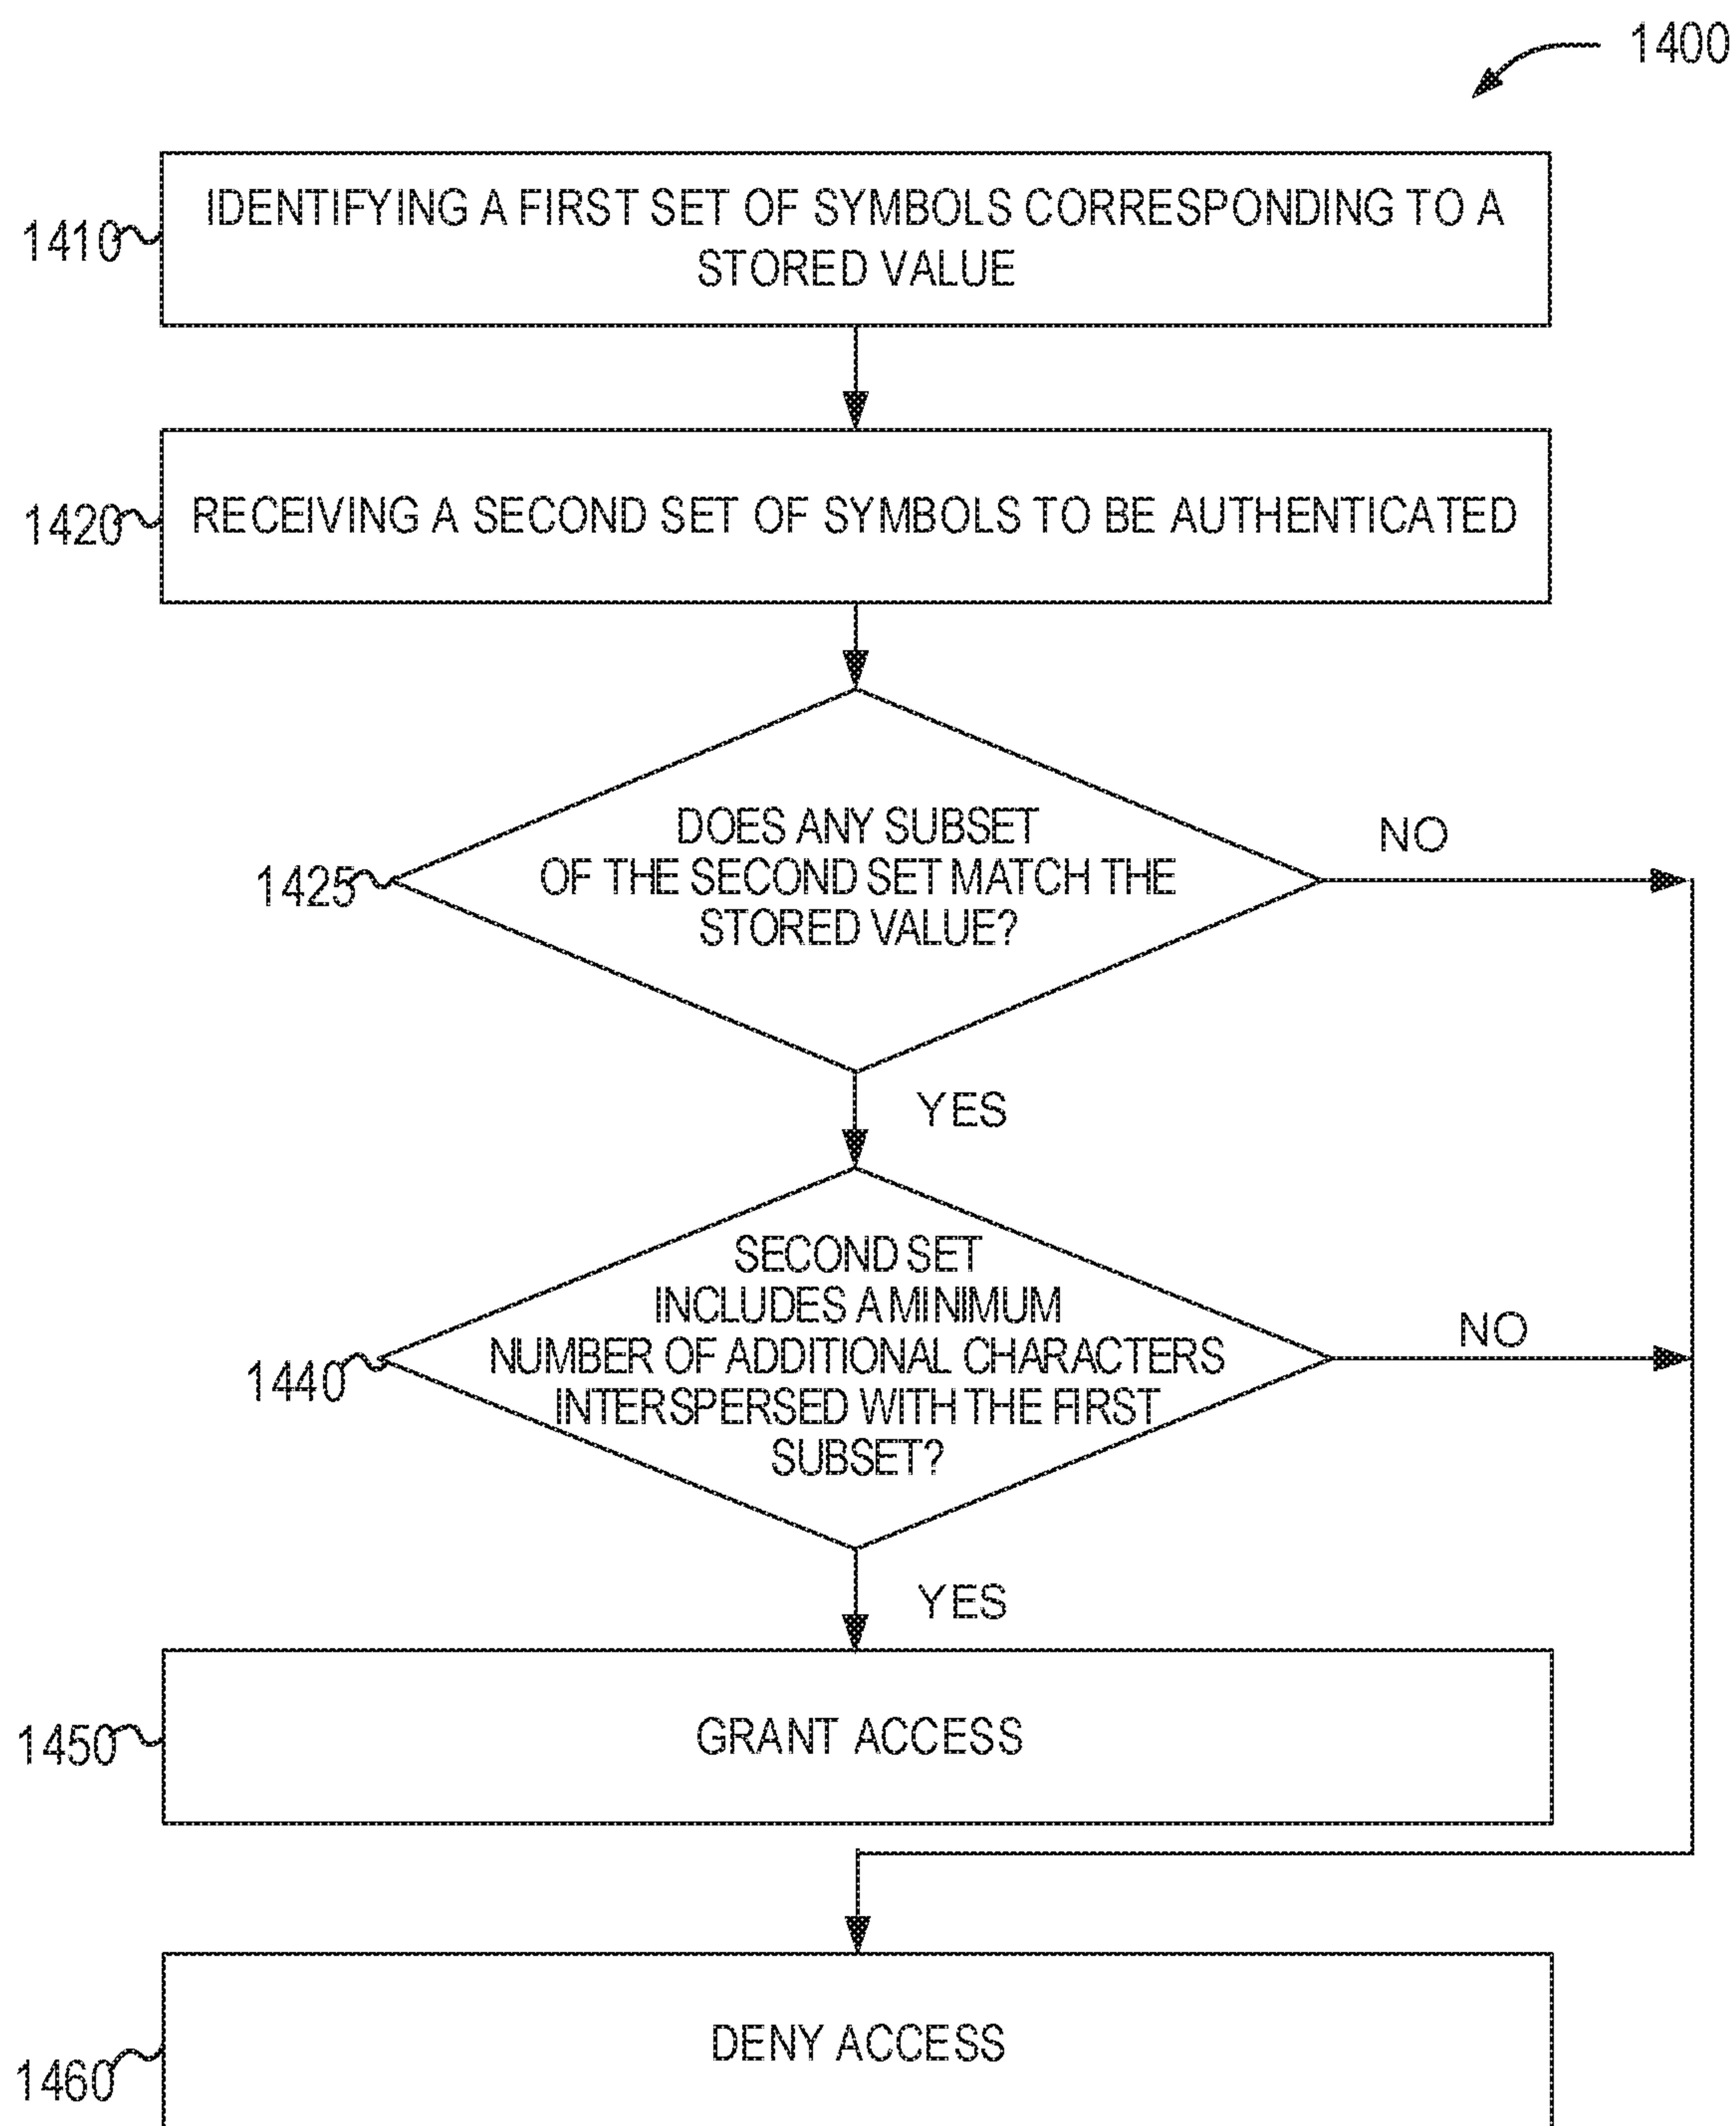 1400
IDENTIFYING A FIRST SET OF SYMBOLS CORRESPONDING TO A
STORED VALUE
1410
RECEIVING A SECOND SET OF SYMBOLS TO BE AUTHENTICATED
1420
DOES ANY SUBSET
OF THE SECOND SET MATCH THE
STORED VALUE?
1425
NO
YES
SECOND SET
INCLUDES A MINIMUM
NUMBER OF ADDITIONAL CHARACTERS
INTERSPERSED WITH THE FIRST
SUBSET?
1440
NO
YES
GRANT ACCESS
1450
DENY ACCESS
1460